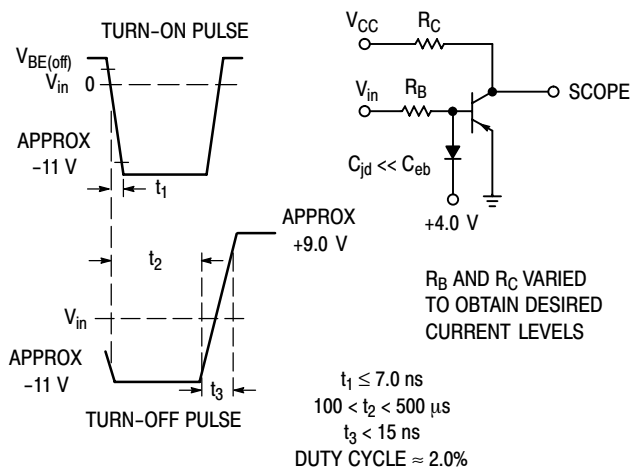 TURN–ON PULSE
VBE(off)
Vin 0
APPROX
–11 V
t1
VCC
RC
Vin
RB
SCOPE
Cjd << Ceb
+4.0 V
APPROX
+9.0 V
t2
Vin
APPROX
–11 V
t3
TURN–OFF PULSE
RB AND RC VARIED
TO OBTAIN DESIRED
CURRENT LEVELS
t1 ≤ 7.0 ns
100 < t2 < 500 μs
t3 < 15 ns
DUTY CYCLE ≈ 2.0%